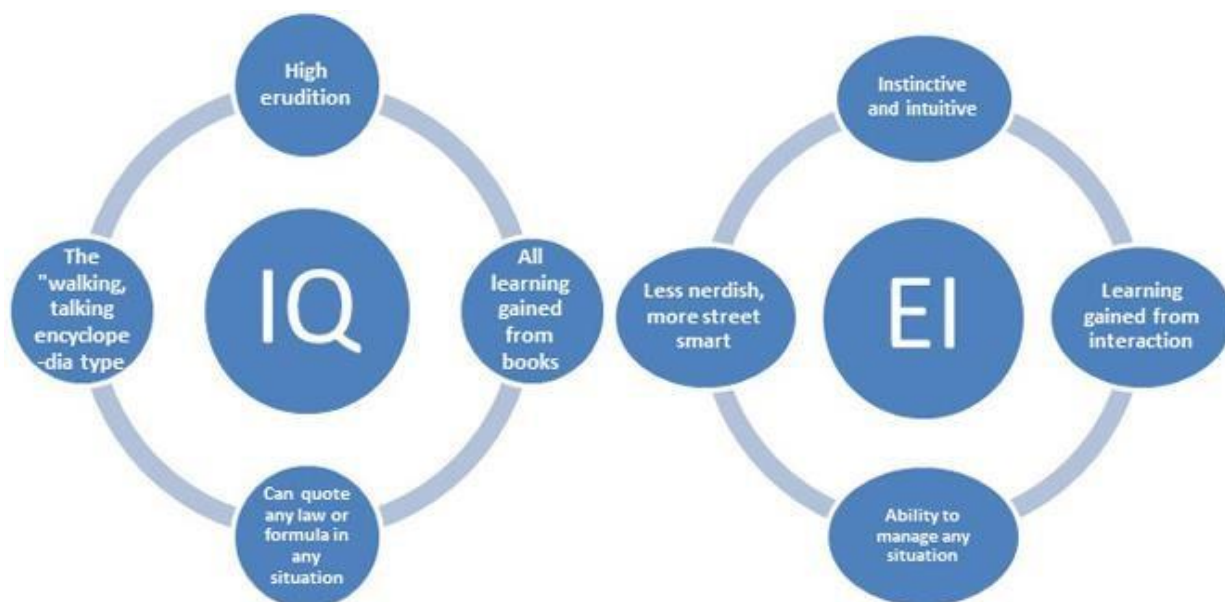 High
erudition
All
learning
gained
from
books
Can quote
any law or
formula in
any
situation
The
"walking,
talking
encyclope
-dia type
IQ
Instinctive
and intuitive
Learning
gained from
interaction
Ability to
manage any
situation
Less nerdish,
more street
smart
EI